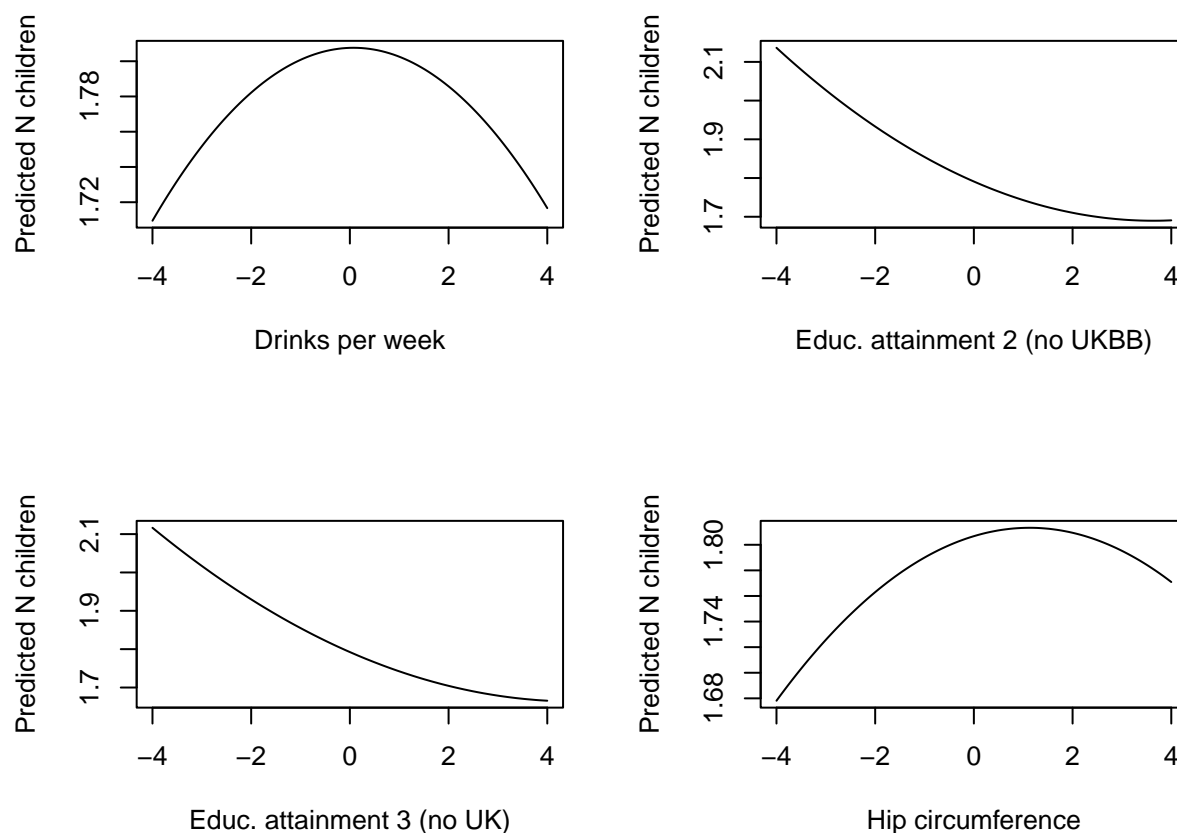 Predicted N children
1.78
1.72
−4 −2 0 2 4
Drinks per week
Predicted N children
2.1
1.9
1.7
−4 −2 0 2 4
Educ. attainment 2 (no UKBB)
Predicted N children
2.1
1.9
1.7
−4 −2 0 2 4
Educ. attainment 3 (no UK)
Predicted N children
1.80
1.74
1.68
−4 −2 0 2 4
Hip circumference